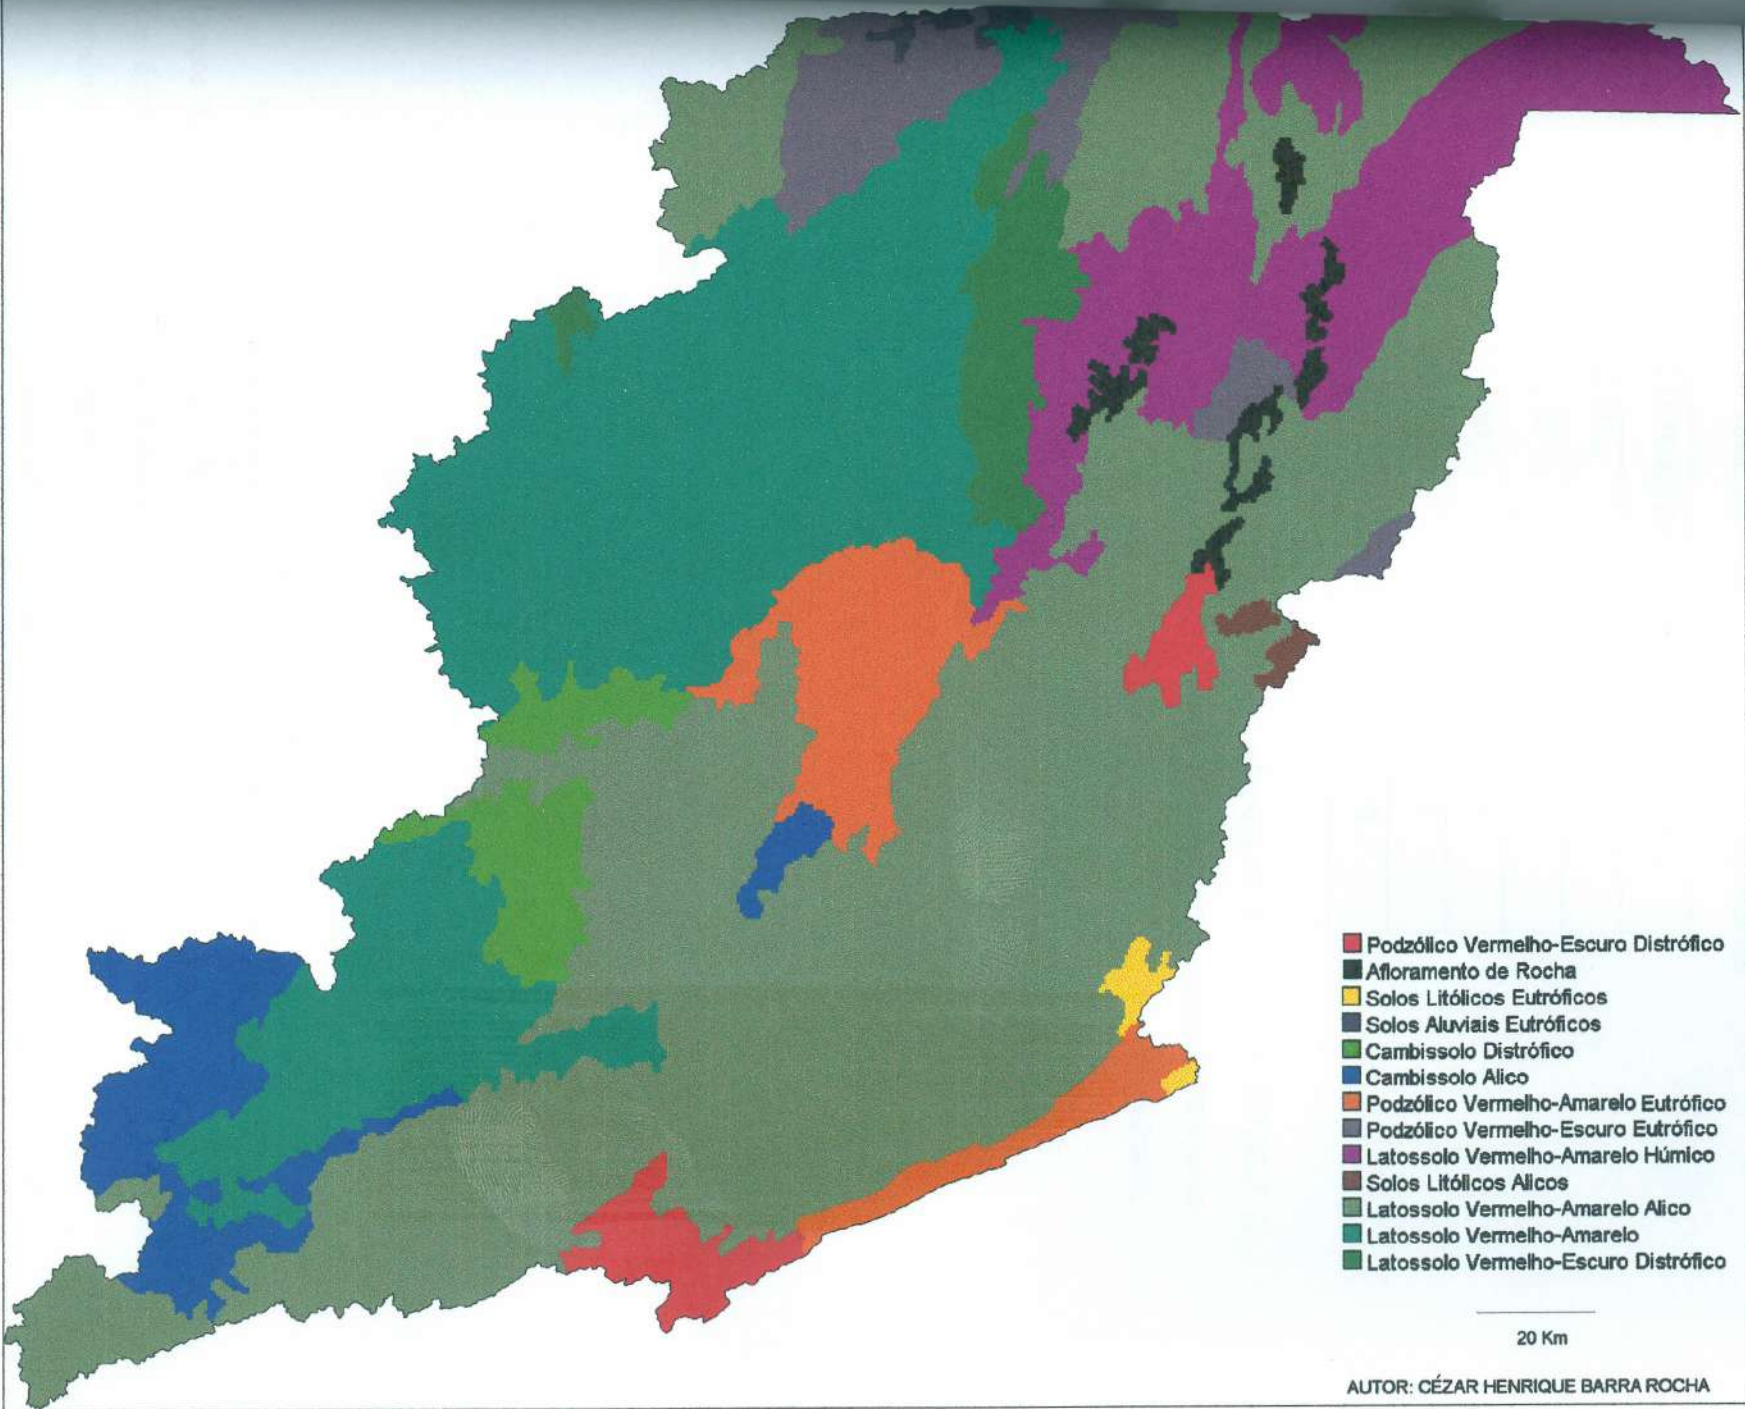 Podzólico Vermelho-Escuro Distrófico
Afloramento de Rocha
Solos Litólicos Eutróficos
Solos Aluviais Eutróficos
Cambissolo Distrófico
Cambissolo Alico
Podzólico Vermelho-Amarelo Eutrófico
Podzólico Vermelho-Escuro Eutrófico
Latossolo Vermelho-Amarelo Húmico
Solos Litólicos Alicos
Latossolo Vermelho-Amarelo Alico
Latossolo Vermelho-Amarelo
Latossolo Vermelho-Escuro Distrófico
20 Km
AUTOR: CÉZAR HENRIQUE BARRA ROCHA